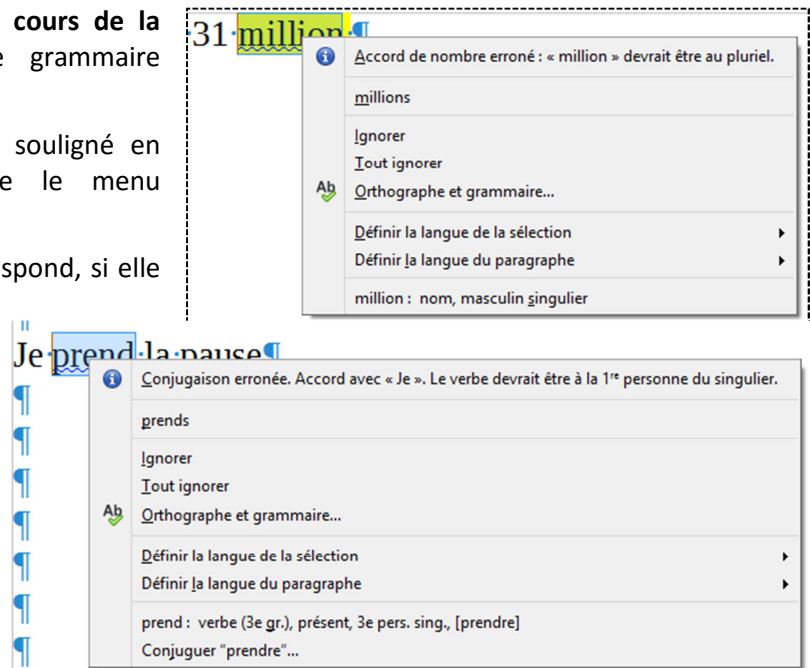 cours de la
e grammaire
souligné en
e le menu
spond, si elle
31 million ¶
Accord de nombre erroné : « million » devrait être au pluriel.
millions
Ignorer
Tout ignorer
Orthographe et grammaire...
Définir la langue de la sélection
Définir la langue du paragraphe
million : nom, masculin singulier
Je prend la pause¶
Conjugaison erronée. Accord avec « Je ». Le verbe devrait être à la 1re personne du singulier.
prends
Ignorer
Tout ignorer
Orthographe et grammaire...
Définir la langue de la sélection
Définir la langue du paragraphe
prend : verbe (3e gr.), présent, 3e pers. sing., [prendre]
Conjuguer "prendre"...